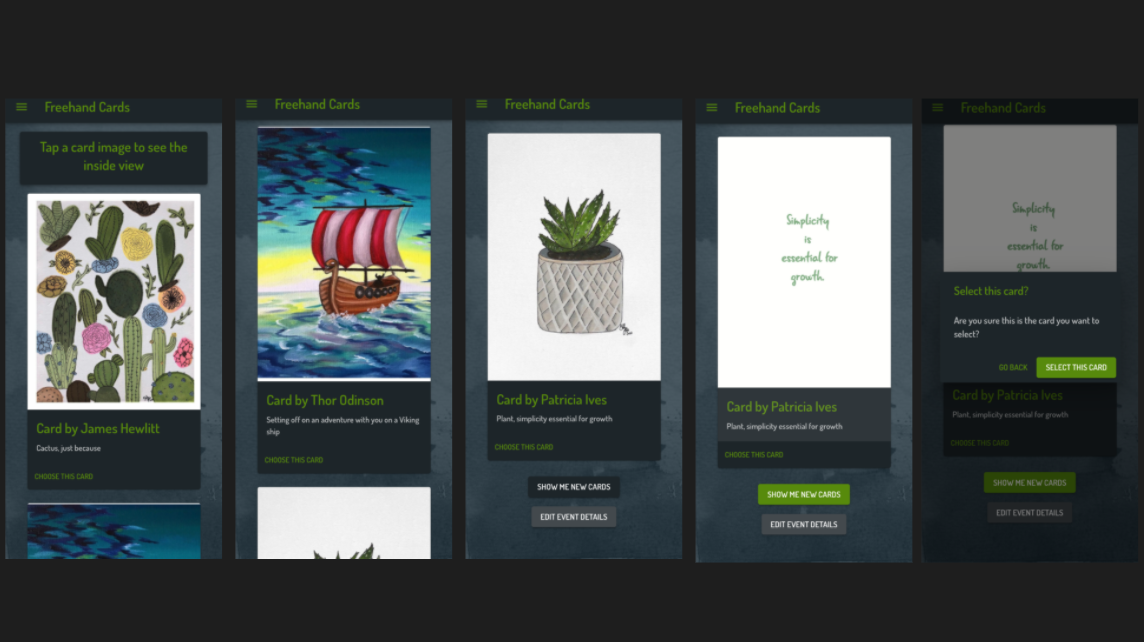 Freehand Cards
Tap a card image to see the
inside view
Card by James Hewlitt
Cactus, just because
CHOOSE THIS CARD
Freehand Cards
Card by Thor Odinson
Setting off on an adventure with you on a Viking
ship
CHOOSE THIS CARD
Freehand Cards
Card by Patricia Ives
Plant, simplicity essential for growth
CHOOSE THIS CARD
SHOW ME NEW CARDS
EDIT EVENT DETAILS
Freehand Cards
Simplicity
is
essential for
growth.
Card by Patricia Ives
Plant, simplicity essential for growth
CHOOSE THIS CARD
SHOW ME NEW CARDS
EDIT EVENT DETAILS
Freehand Cards
Simplicity
is
essential for
growth.
Select this card?
Are you sure this is the card you want to
select?
GO BACK
SELECT THIS CARD
Card by Patricia Ives
Plant, simplicity essential for growth
CHOOSE THIS CARD
SHOW ME NEW CARDS
EDIT EVENT DETAILS